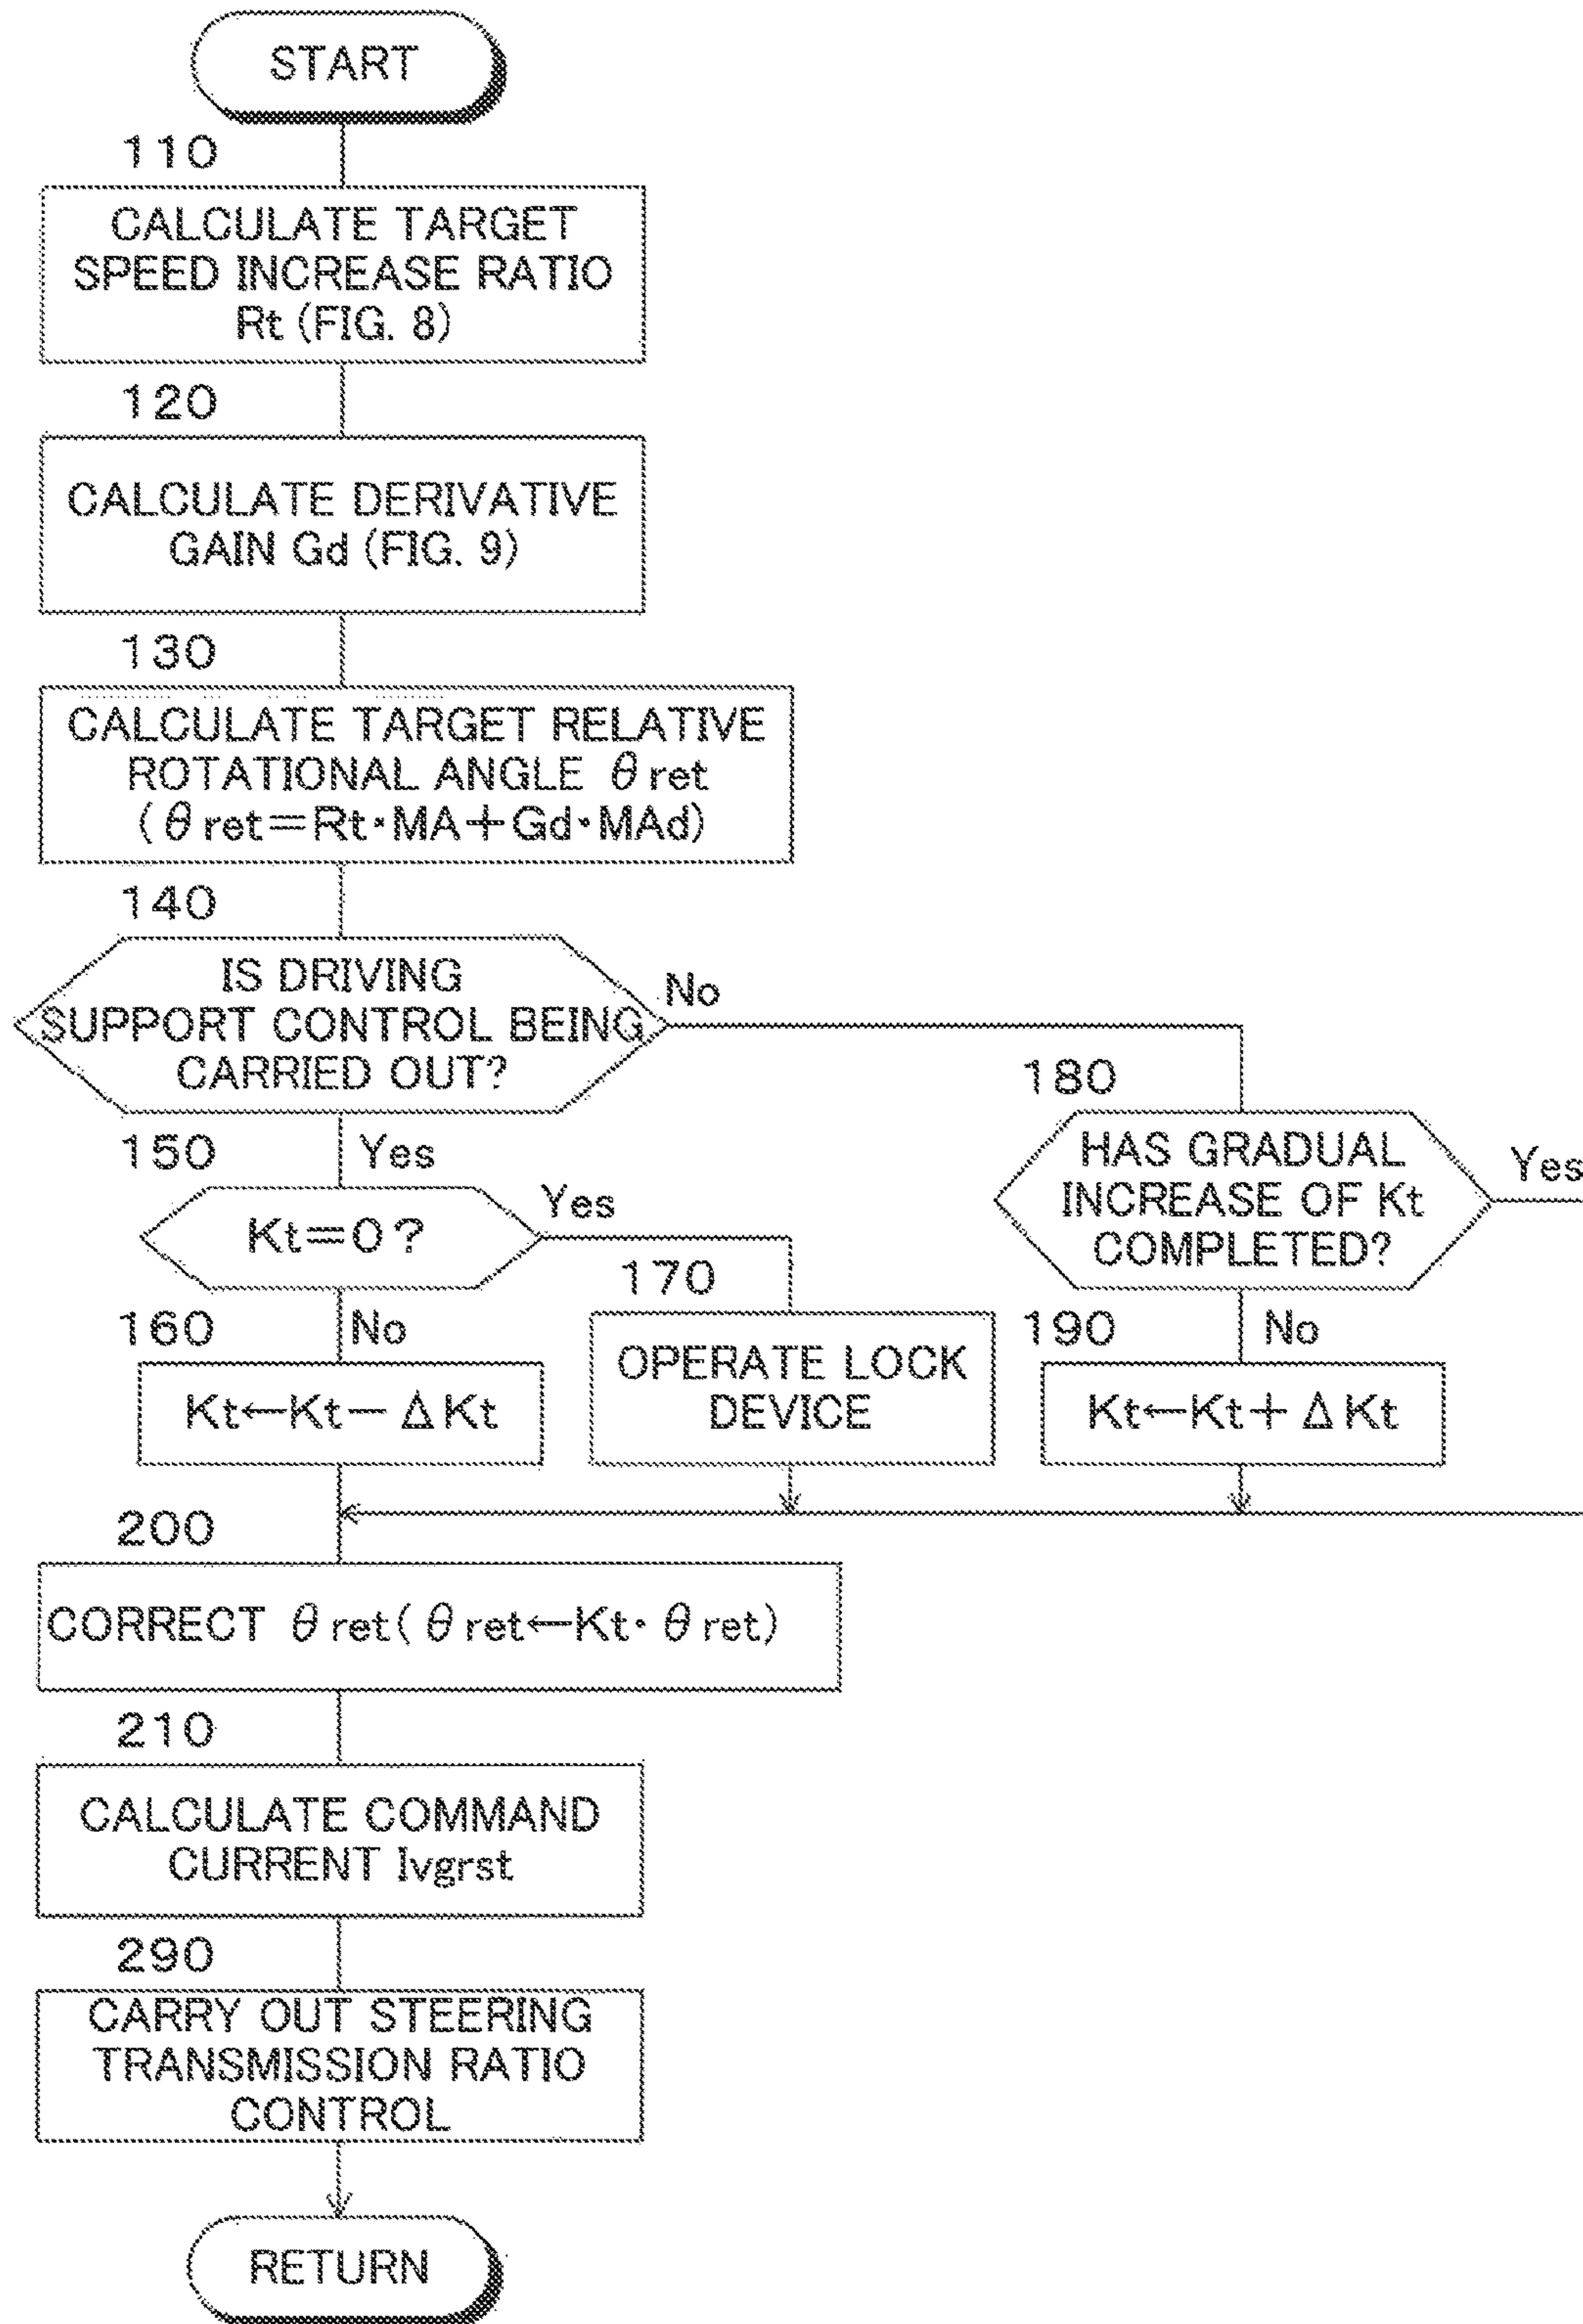 START
110
CALCULATE TARGET
SPEED INCREASE RATIO
Rt (FIG. 8)
120
CALCULATE DERIVATIVE
GAIN Gd (FIG. 9)
130
CALCULATE TARGET RELATIVE
ROTATIONAL ANGLE θret
(θret=Rt·MA+Gd·MAd)
140
IS DRIVING
SUPPORT CONTROL BEING
CARRIED OUT?
No
180
HAS GRADUAL
INCREASE OF Kt
COMPLETED?
Yes
150
Yes
Kt=0?
Yes
170
OPERATE LOCK
DEVICE
160
No
Kt←Kt－ΔKt
190
No
Kt←Kt＋ΔKt
200
CORRECT θret(θret←Kt·θret)
210
CALCULATE COMMAND
CURRENT Ivgrst
290
CARRY OUT STEERING
TRANSMISSION RATIO
CONTROL
RETURN